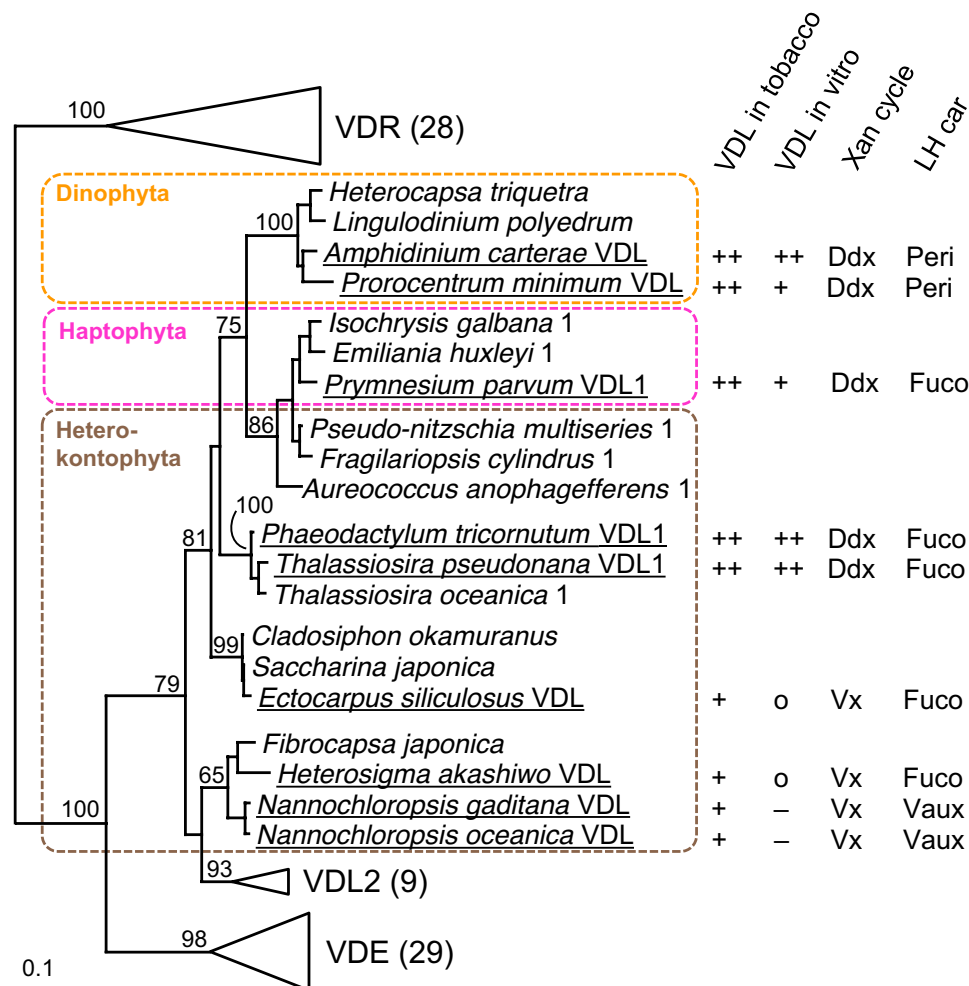 VDL in tobacco
VDL in vitro
Xan cycle
LH car
100
VDR (28)
Dinophyta
Heterocapsa triquetra
100
Lingulodinium polyedrum
Amphidinium carterae VDL ++ ++ Ddx Peri
Prorocentrum minimum VDL ++ + Ddx Peri
75
Haptophyta
Isochrysis galbana 1
Emiliania huxleyi 1
Prymnesium parvum VDL1 ++ + Ddx Fuco
Hetero-
kontophyta
86
Pseudo-nitzschia multiseries 1
Fragilariopsis cylindrus 1
Aureococcus anophagefferens 1
100
81
Phaeodactylum tricornutum VDL1 ++ ++ Ddx Fuco
Thalassiosira pseudonana VDL1 ++ ++ Ddx Fuco
Thalassiosira oceanica 1
99
Cladosiphon okamuranus
Saccharina japonica
79
Ectocarpus siliculosus VDL + o Vx Fuco
Fibrocapsa japonica
65
Heterosigma akashiwo VDL + o Vx Fuco
100
Nannochloropsis gaditana VDL + – Vx Vaux
Nannochloropsis oceanica VDL + – Vx Vaux
93
VDL2 (9)
98
VDE (29)
0.1